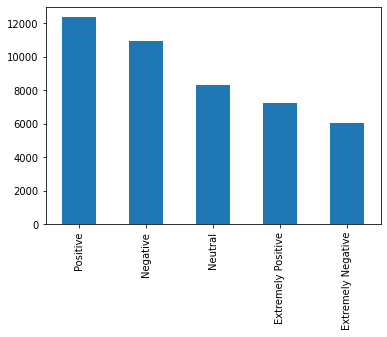 12000
10000
8000
6000
4000
2000
0
Positive
Negative
Neutral
Extremely Positive
Extremely Negative